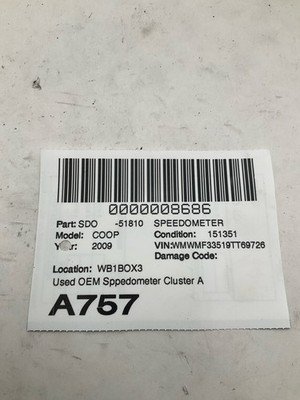 0000008686
Part: SDO -51810 SPEEDOMETER
Model: COOP Condition: 151351
r: 2009 VIN:WMWMF33519TT69726
Damage Code:
Location: WB1BOX3
Used OEM Sppedometer Cluster A
A757